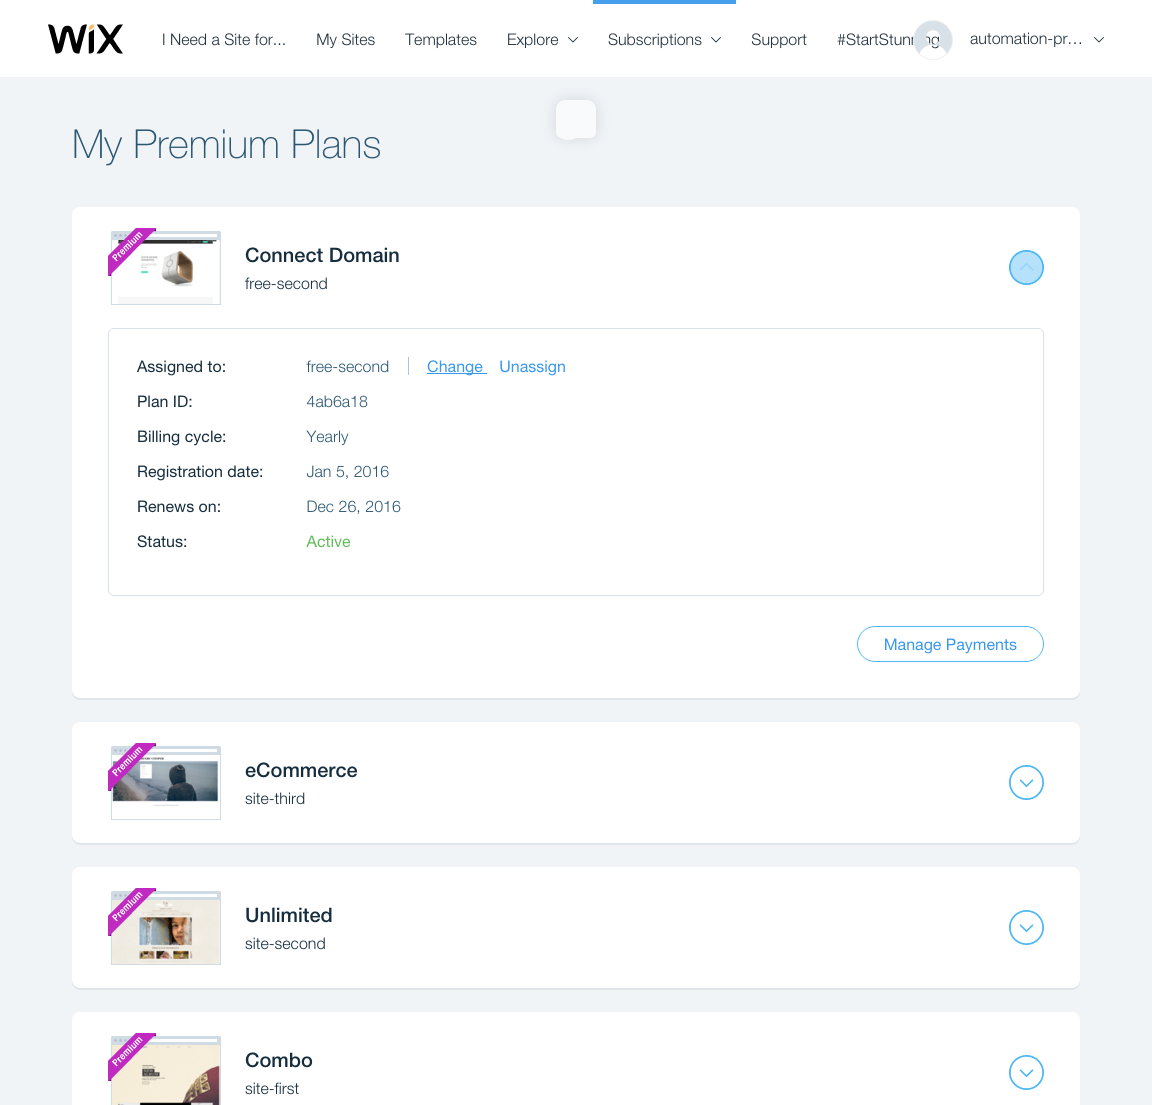 WiX
I Need a Site for...
My Sites
Templates
Explore
Subscriptions
Support
#StartStunning
automation-pr...
My Premium Plans
Premium
Connect Domain
free-second
Assigned to: free-second Change Unassign
Plan ID: 4ab6a18
Billing cycle: Yearly
Registration date: Jan 5, 2016
Renews on: Dec 26, 2016
Status: Active
Manage Payments
Premium
eCommerce
site-third
Premium
Unlimited
site-second
Premium
Combo
site-first